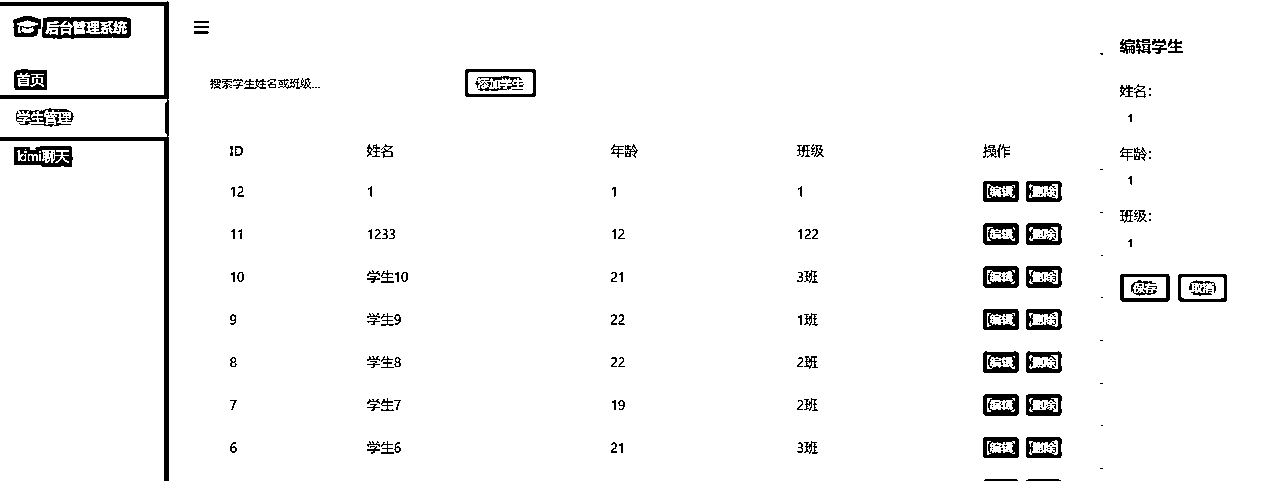 后台管理系统
首页
学生管理
kimi聊天
搜索学生姓名或班级... 添加学生
ID 姓名 年龄 班级 操作
12 1 1 1 编辑 删除
11 1233 12 122 编辑 删除
10 学生10 21 3班 编辑 删除
9 学生9 22 1班 编辑 删除
8 学生8 22 2班 编辑 删除
7 学生7 19 2班 编辑 删除
6 学生6 21 3班 编辑 删除
编辑学生
姓名:
1
年龄:
1
班级:
1
保存 取消